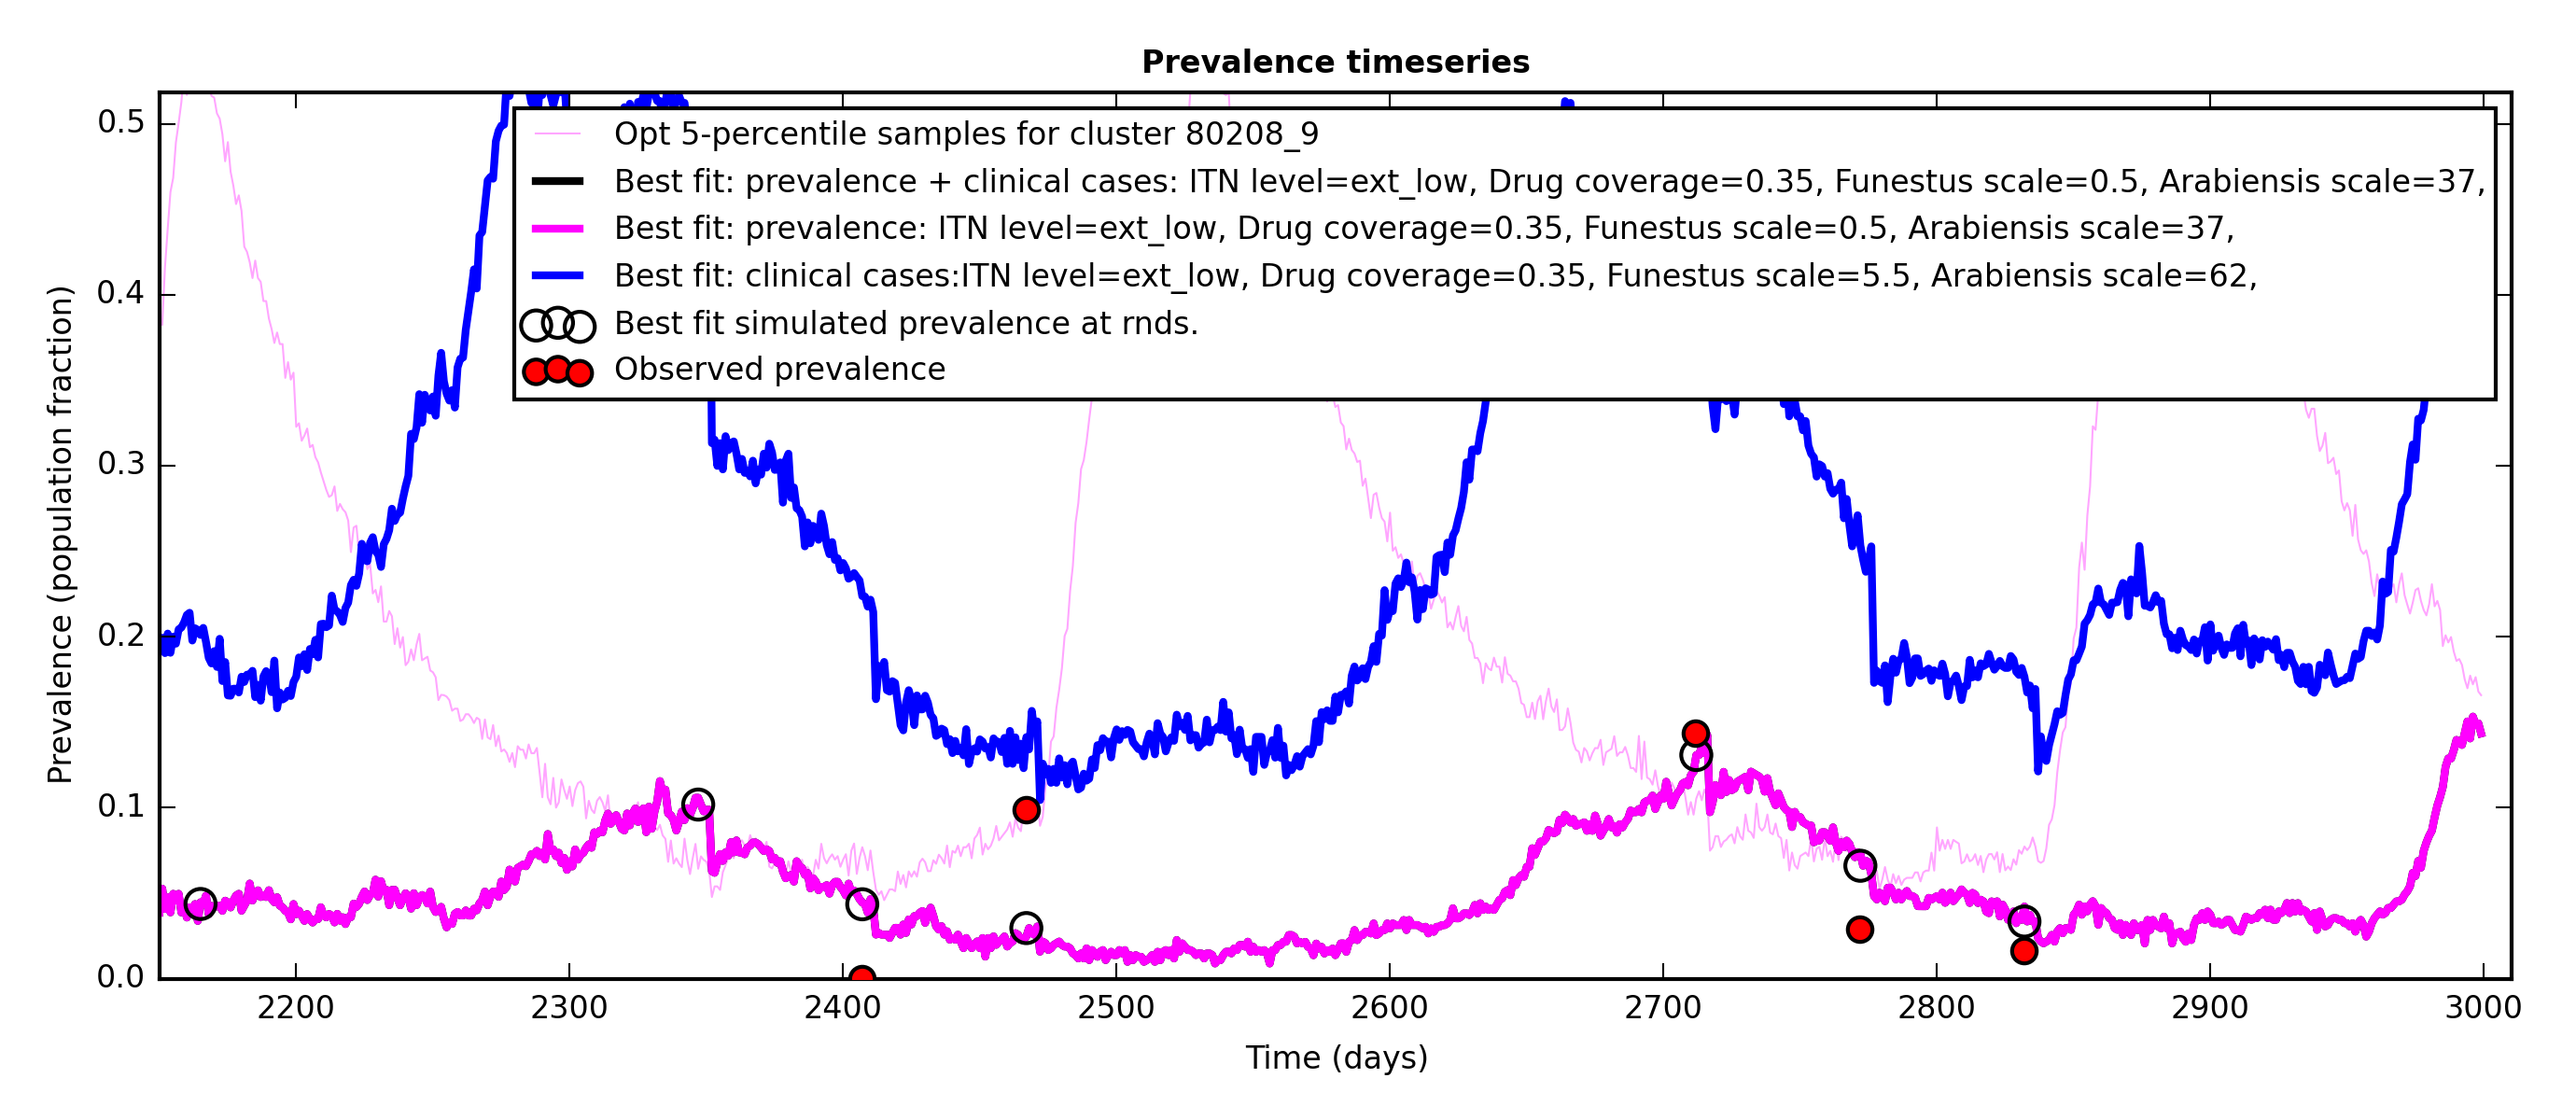 Prevalence timeseries
Opt 5-percentile samples for cluster 80208_9
Best fit: prevalence + clinical cases: ITN level=ext_low, Drug coverage=0.35, Funestus scale=0.5, Arabiensis scale=37,
Best fit: prevalence: ITN level=ext_low, Drug coverage=0.35, Funestus scale=0.5, Arabiensis scale=37,
Best fit: clinical cases:ITN level=ext_low, Drug coverage=0.35, Funestus scale=5.5, Arabiensis scale=62,
Best fit simulated prevalence at rnds.
Observed prevalence
Prevalence (population fraction)
0.5
0.4
0.3
0.2
0.1
0.0
2200 2300 2400 2500 2600 2700 2800 2900 3000
Time (days)